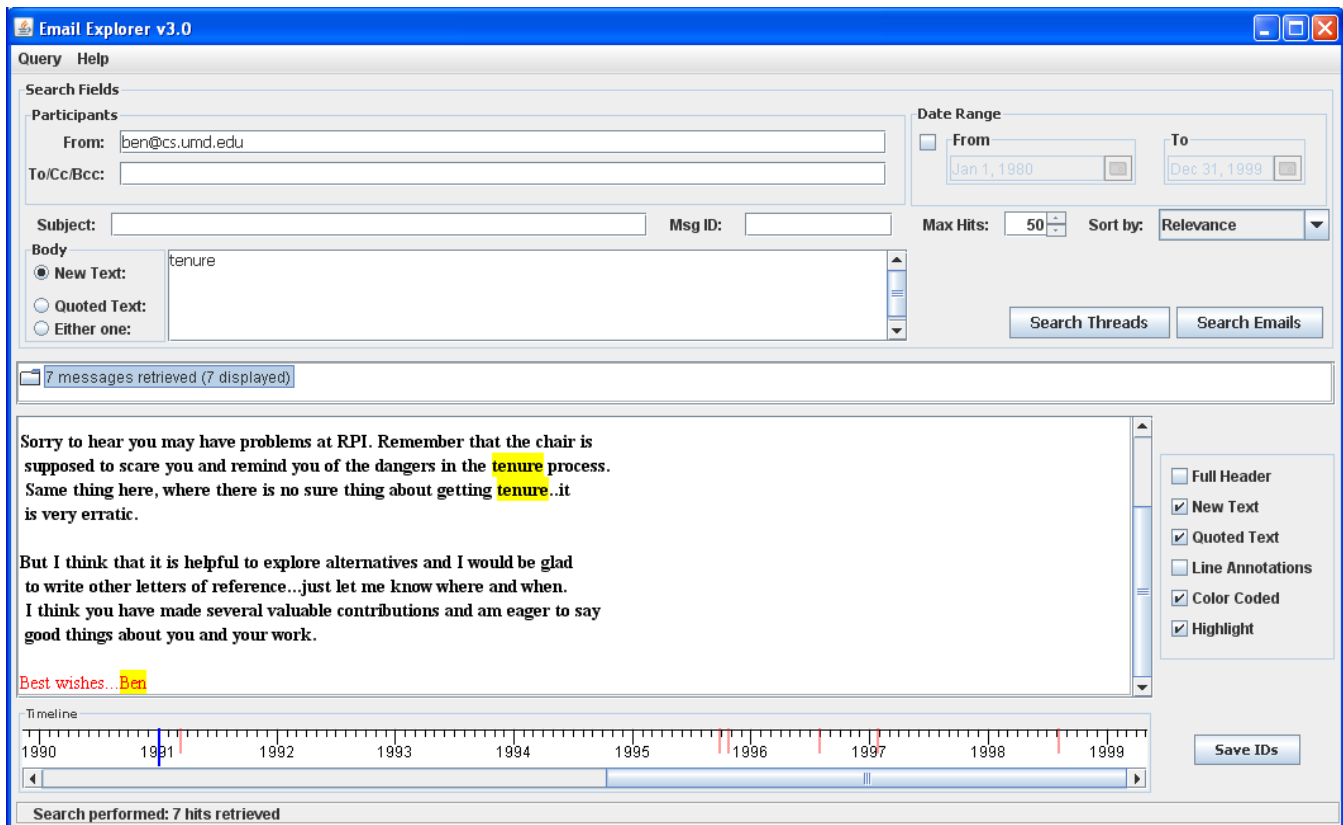 Email Explorer v3.0
Query Help
Search Fields
Participants
From: ben@cs.umd.edu
To/Cc/Bcc:
Date Range
From To
Jan 1, 1980 Dec 31, 1999
Subject: Msg ID: Max Hits: 50 Sort by: Relevance
Body
New Text:
Quoted Text:
Either one:
tenure
Search Threads Search Emails
7 messages retrieved (7 displayed)
Sorry to hear you may have problems at RPI. Remember that the chair is
supposed to scare you and remind you of the dangers in the tenure process.
Same thing here, where there is no sure thing about getting tenure..it
is very erratic.
But I think that it is helpful to explore alternatives and I would be glad
to write other letters of reference...just let me know where and when.
I think you have made several valuable contributions and am eager to say
good things about you and your work.
Best wishes...Ben
Full Header
New Text
Quoted Text
Line Annotations
Color Coded
Highlight
Timeline
1990 1991 1992 1993 1994 1995 1996 1997 1998 1999
Save IDs
Search performed: 7 hits retrieved